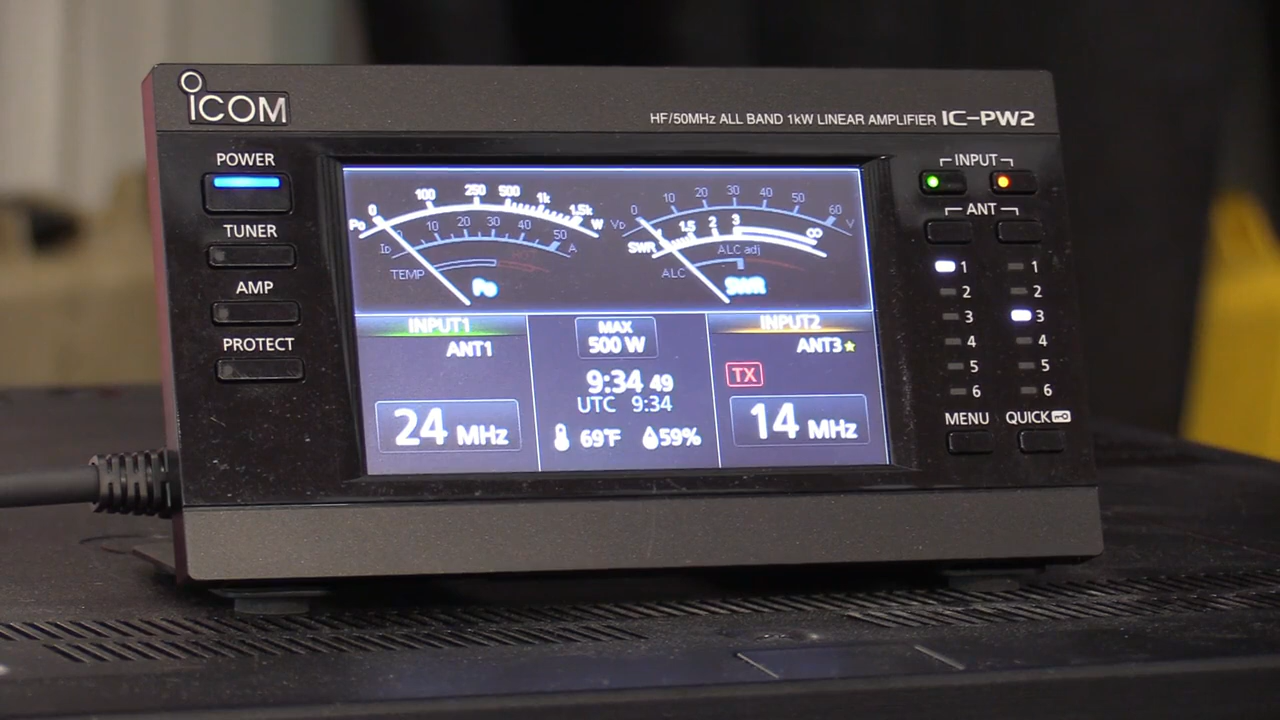 ICOM
HF/50MHz ALL BAND 1kW LINEAR AMPLIFIER IC-PW2
POWER
TUNER
AMP
PROTECT
Po 0 100 250 500 1k 1.5k W
ID 10 20 30 40 50 A
TEMP
Po
VD 0 10 20 30 40 50 60 V
SWR 1 1.5 2 3 ∞
ALC ALC adj
SWR
INPUT1
ANT1
24 MHz
MAX
500 W
9:34 49
UTC 9:34
69°F 59%
INPUT2
ANT3
TX
14 MHz
INPUT
ANT
1 1
2 2
3 3
4 4
5 5
6 6
MENU QUICK